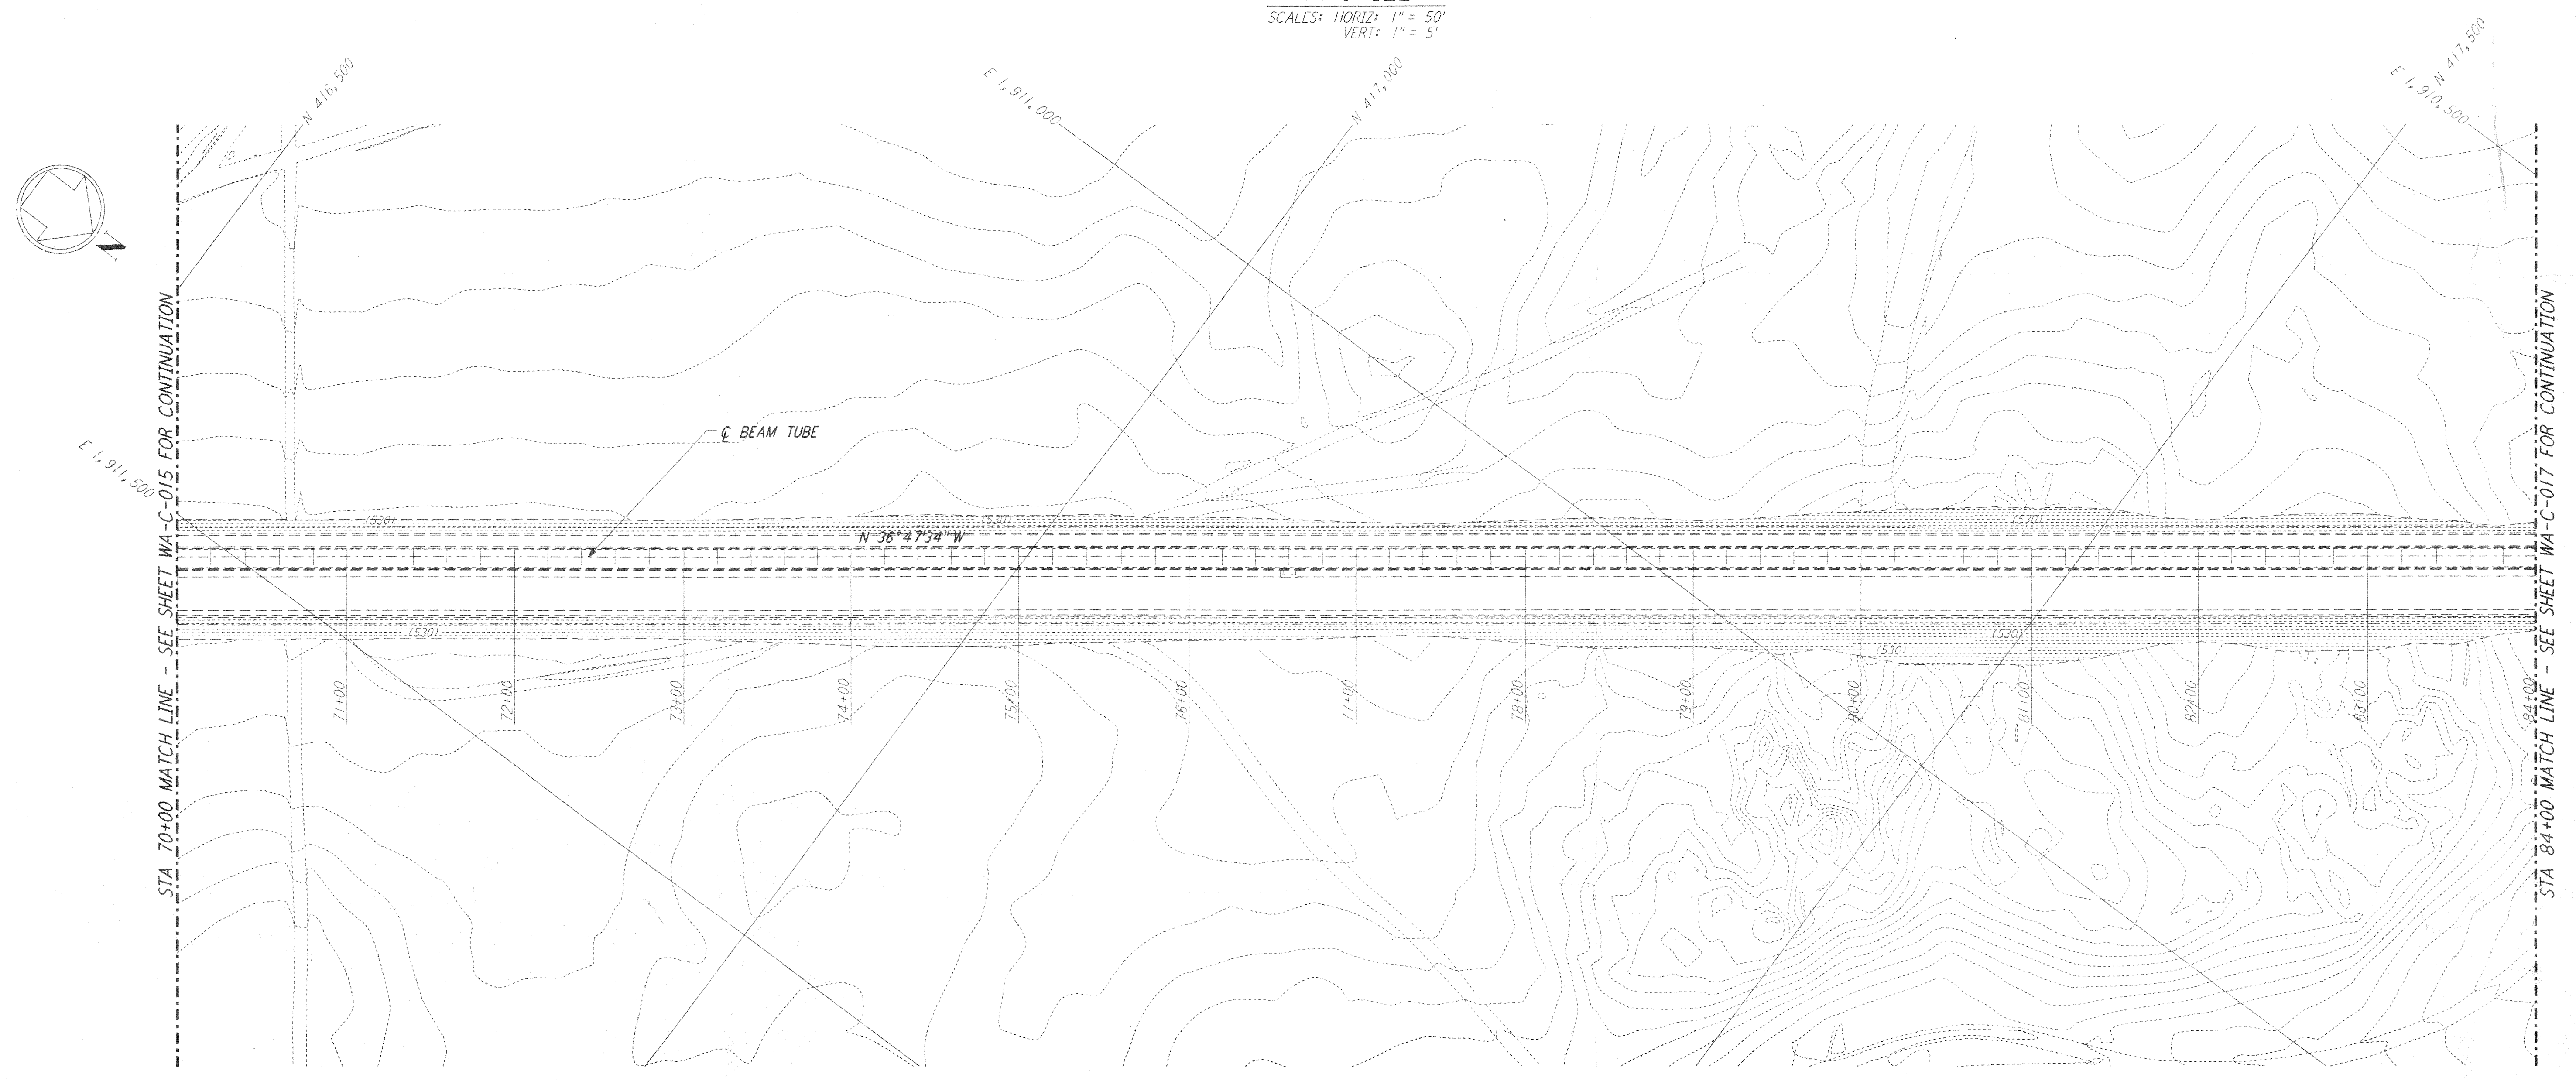 SCALES: HORIZ: 1" = 50'
VERT: 1" = 5'
N 416,500
E 1,911,000
N 417,000
E 1,910,500
N 417,500
N
STA 70+00 MATCH LINE - SEE SHEET WA-C-015 FOR CONTINUATION
STA 84+00 MATCH LINE - SEE SHEET WA-C-017 FOR CONTINUATION
E 1,911,500
℄ BEAM TUBE
(530)
(530)
(530)
N 36°47'34" W
(530)
(530)
(530)
71+00
72+00
73+00
74+00
75+00
76+00
77+00
78+00
79+00
80+00
81+00
82+00
83+00
84+00